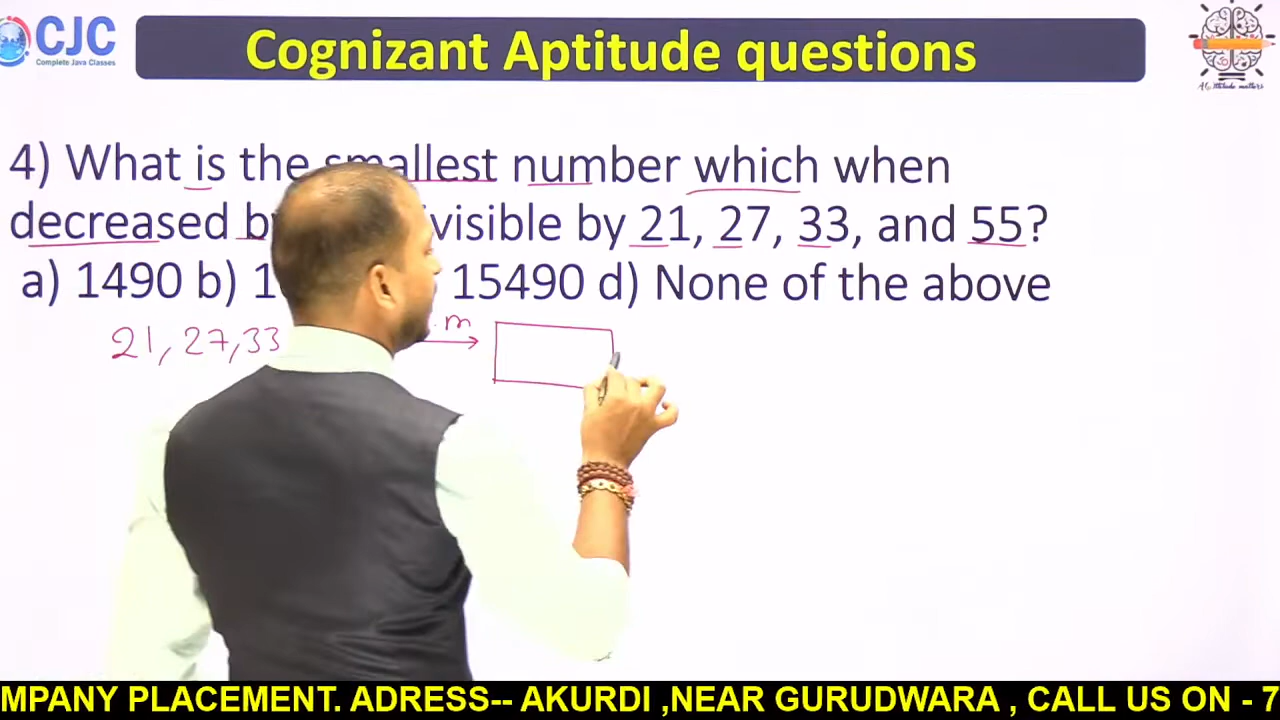 CJC
Complete Java Classes
Cognizant Aptitude questions
4) What is the smallest number which when
decreased by divisible by 21, 27, 33, and 55?
a) 1490 b) 1 15490 d) None of the above
21, 27, 33 .m
MPANY PLACEMENT. ADRESS-- AKURDI ,NEAR GURUDWARA , CALL US ON - 7